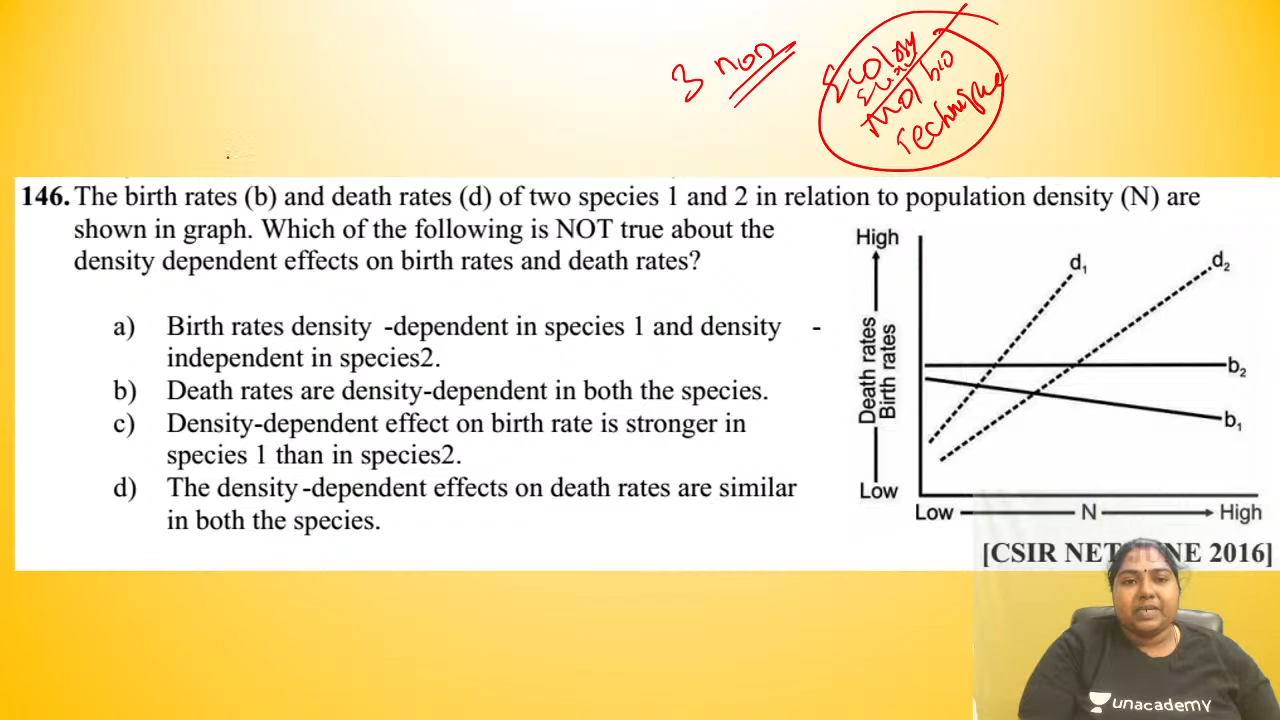 3 non
Ecology
Mol bio
Technique
146. The birth rates (b) and death rates (d) of two species 1 and 2 in relation to population density (N) are
shown in graph. Which of the following is NOT true about the
density dependent effects on birth rates and death rates?
a) Birth rates density -dependent in species 1 and density -
independent in species2.
b) Death rates are density-dependent in both the species.
c) Density-dependent effect on birth rate is stronger in
species 1 than in species2.
d) The density-dependent effects on death rates are similar
in both the species.
High
Death rates
Birth rates
Low
d₁
d₂
b₂
b₁
Low N High
[CSIR NET NE 2016]
unacademy